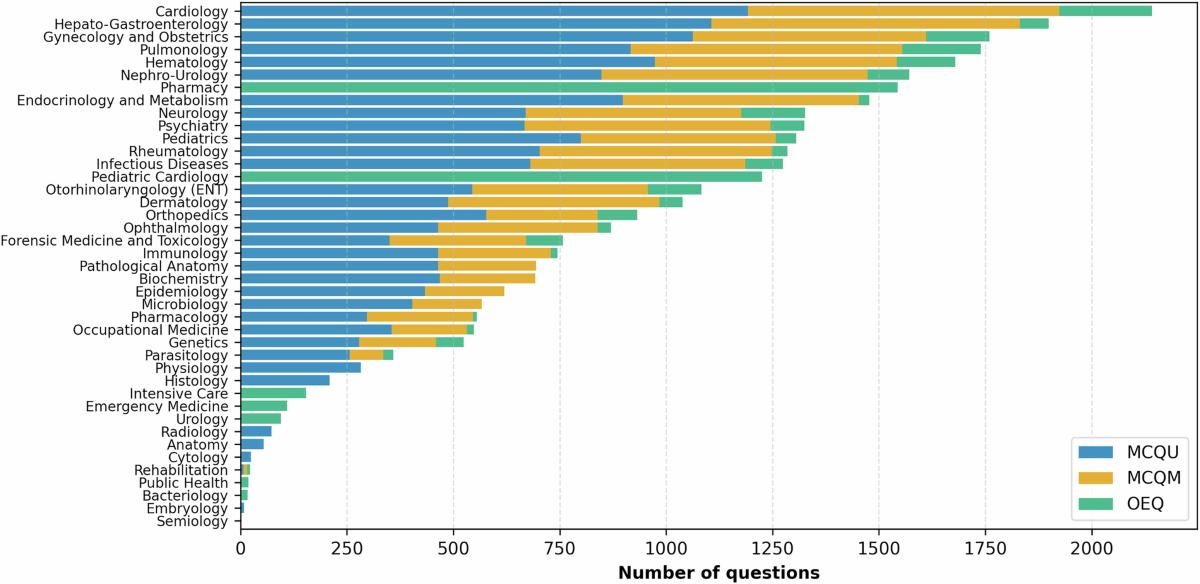 Cardiology
Hepato-Gastroenterology
Gynecology and Obstetrics
Pulmonology
Hematology
Nephro-Urology
Pharmacy
Endocrinology and Metabolism
Neurology
Psychiatry
Pediatrics
Rheumatology
Infectious Diseases
Pediatric Cardiology
Otorhinolaryngology (ENT)
Dermatology
Orthopedics
Ophthalmology
Forensic Medicine and Toxicology
Immunology
Pathological Anatomy
Biochemistry
Epidemiology
Microbiology
Pharmacology
Occupational Medicine
Genetics
Parasitology
Physiology
Histology
Intensive Care
Emergency Medicine
Urology
Radiology
Anatomy
Cytology
Rehabilitation
Public Health
Bacteriology
Embryology
Semiology
MCQU
MCQM
OEQ
0 250 500 750 1000 1250 1500 1750 2000
Number of questions